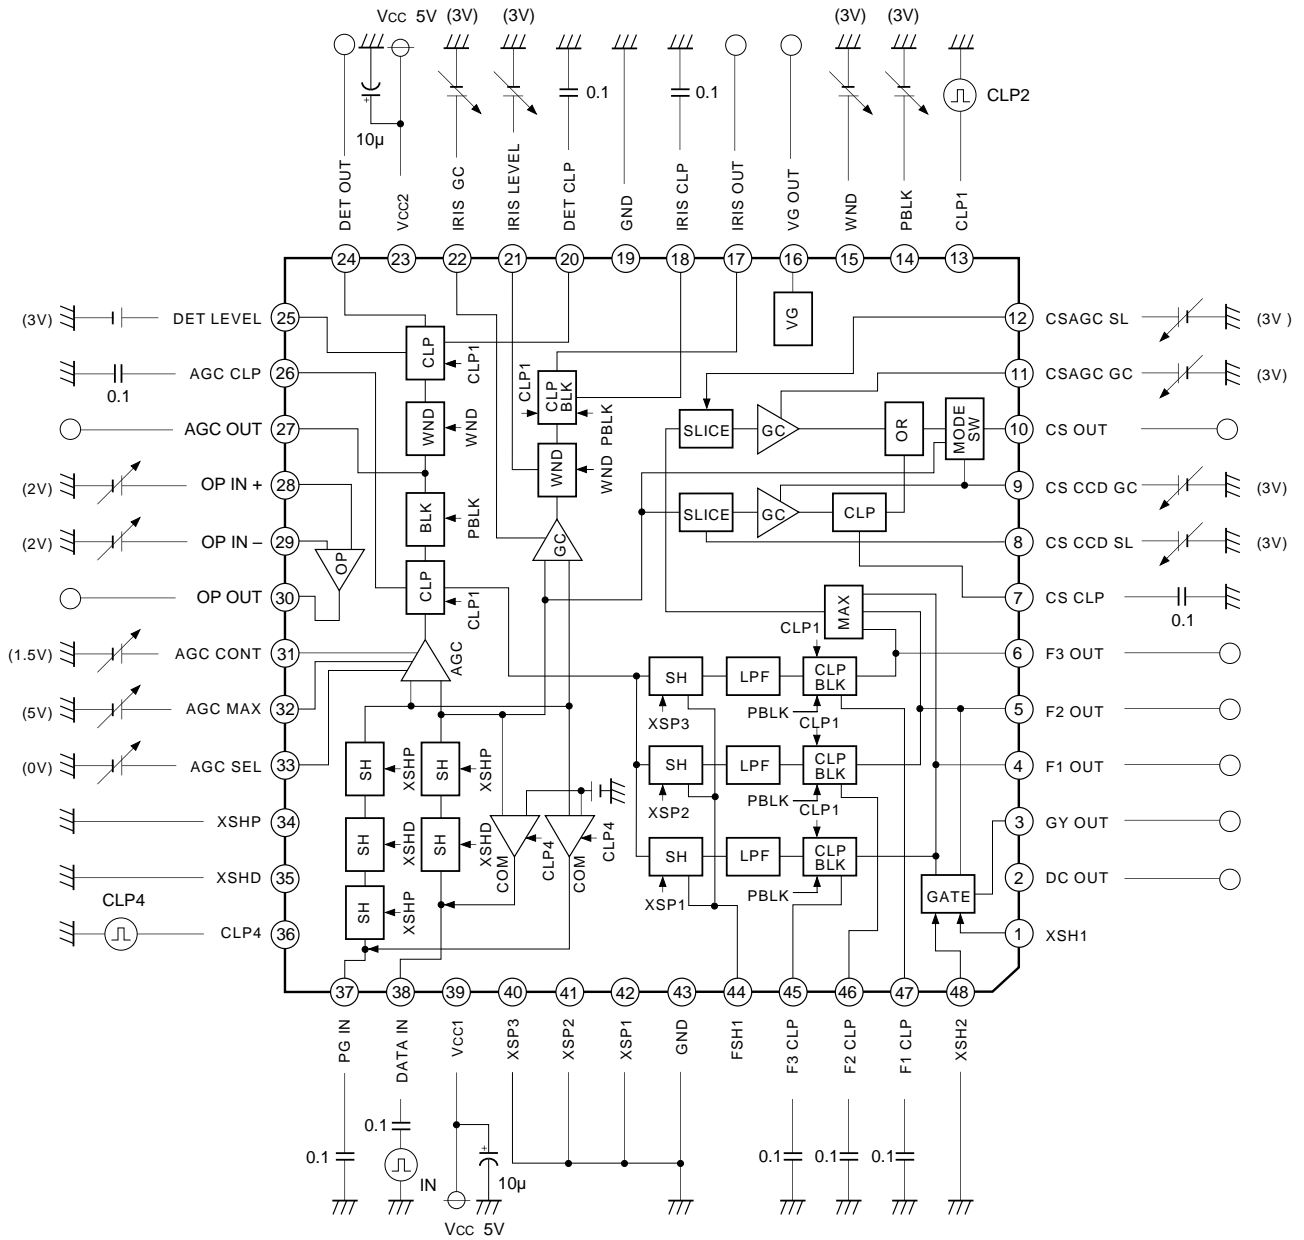 Vcc 5V (3V) (3V) (3V) (3V)
10µ
0.1
0.1
CLP2
DET OUT
Vcc2
IRIS GC
IRIS LEVEL
DET CLP
GND
IRIS CLP
IRIS OUT
VG OUT
WND
PBLK
CLP1
24 23 22 21 20 19 18 17 16 15 14 13
(3V) DET LEVEL 25
AGC CLP 26
0.1
AGC OUT 27
(2V) OP IN + 28
(2V) OP IN – 29
OP OUT 30
(1.5V) AGC CONT 31
(5V) AGC MAX 32
(0V) AGC SEL 33
XSHP 34
XSHD 35
CLP4
CLP4 36
VG
CLP
CLP1
WND
WND
BLK
PBLK
CLP
CLP1
OP
AGC
CLP1
CLP
BLK
PBLK
WND
WND
GC
SLICE
GC
OR
MODE
SW
SLICE
GC
CLP
MAX
CLP1
SH
LPF
CLP
BLK
XSP3
PBLK
CLP1
SH
LPF
CLP
BLK
XSP2
PBLK
CLP1
SH
LPF
CLP
BLK
XSP1
PBLK
GATE
SH
XSHP
SH
XSHP
SH
XSHD
SH
XSHD
SH
XSHP
COM
CLP4
COM
CLP4
12 CSAGC SL (3V )
11 CSAGC GC (3V)
10 CS OUT
9 CS CCD GC (3V)
8 CS CCD SL (3V)
7 CS CLP
0.1
6 F3 OUT
5 F2 OUT
4 F1 OUT
3 GY OUT
2 DC OUT
1 XSH1
37 38 39 40 41 42 43 44 45 46 47 48
PG IN
DATA IN
Vcc1
XSP3
XSP2
XSP1
GND
FSH1
F3 CLP
F2 CLP
F1 CLP
XSH2
0.1
0.1
IN
10µ
0.1
0.1
0.1
Vcc 5V